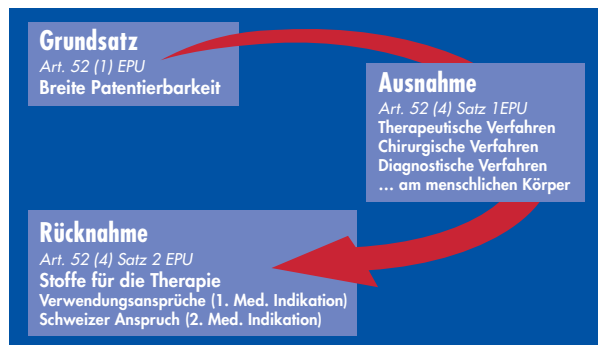 Grundsatz
Art. 52 (1) EPU
Breite Patentierbarkeit
Ausnahme
Art. 52 (4) Satz 1EPU
Therapeutische Verfahren
Chirurgische Verfahren
Diagnostische Verfahren
... am menschlichen Körper
Rücknahme
Art. 52 (4) Satz 2 EPU
Stoffe für die Therapie
Verwendungsansprüche (1. Med. Indikation)
Schweizer Anspruch (2. Med. Indikation)